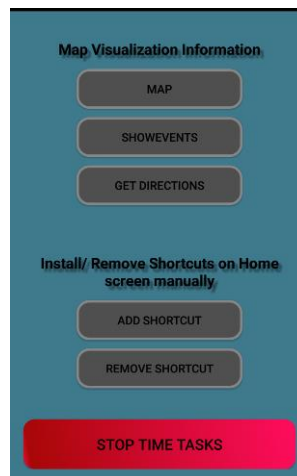 Map Visualization Information
MAP
SHOWEVENTS
GET DIRECTIONS
Install/ Remove Shortcuts on Home
screen manually
ADD SHORTCUT
REMOVE SHORTCUT
STOP TIME TASKS